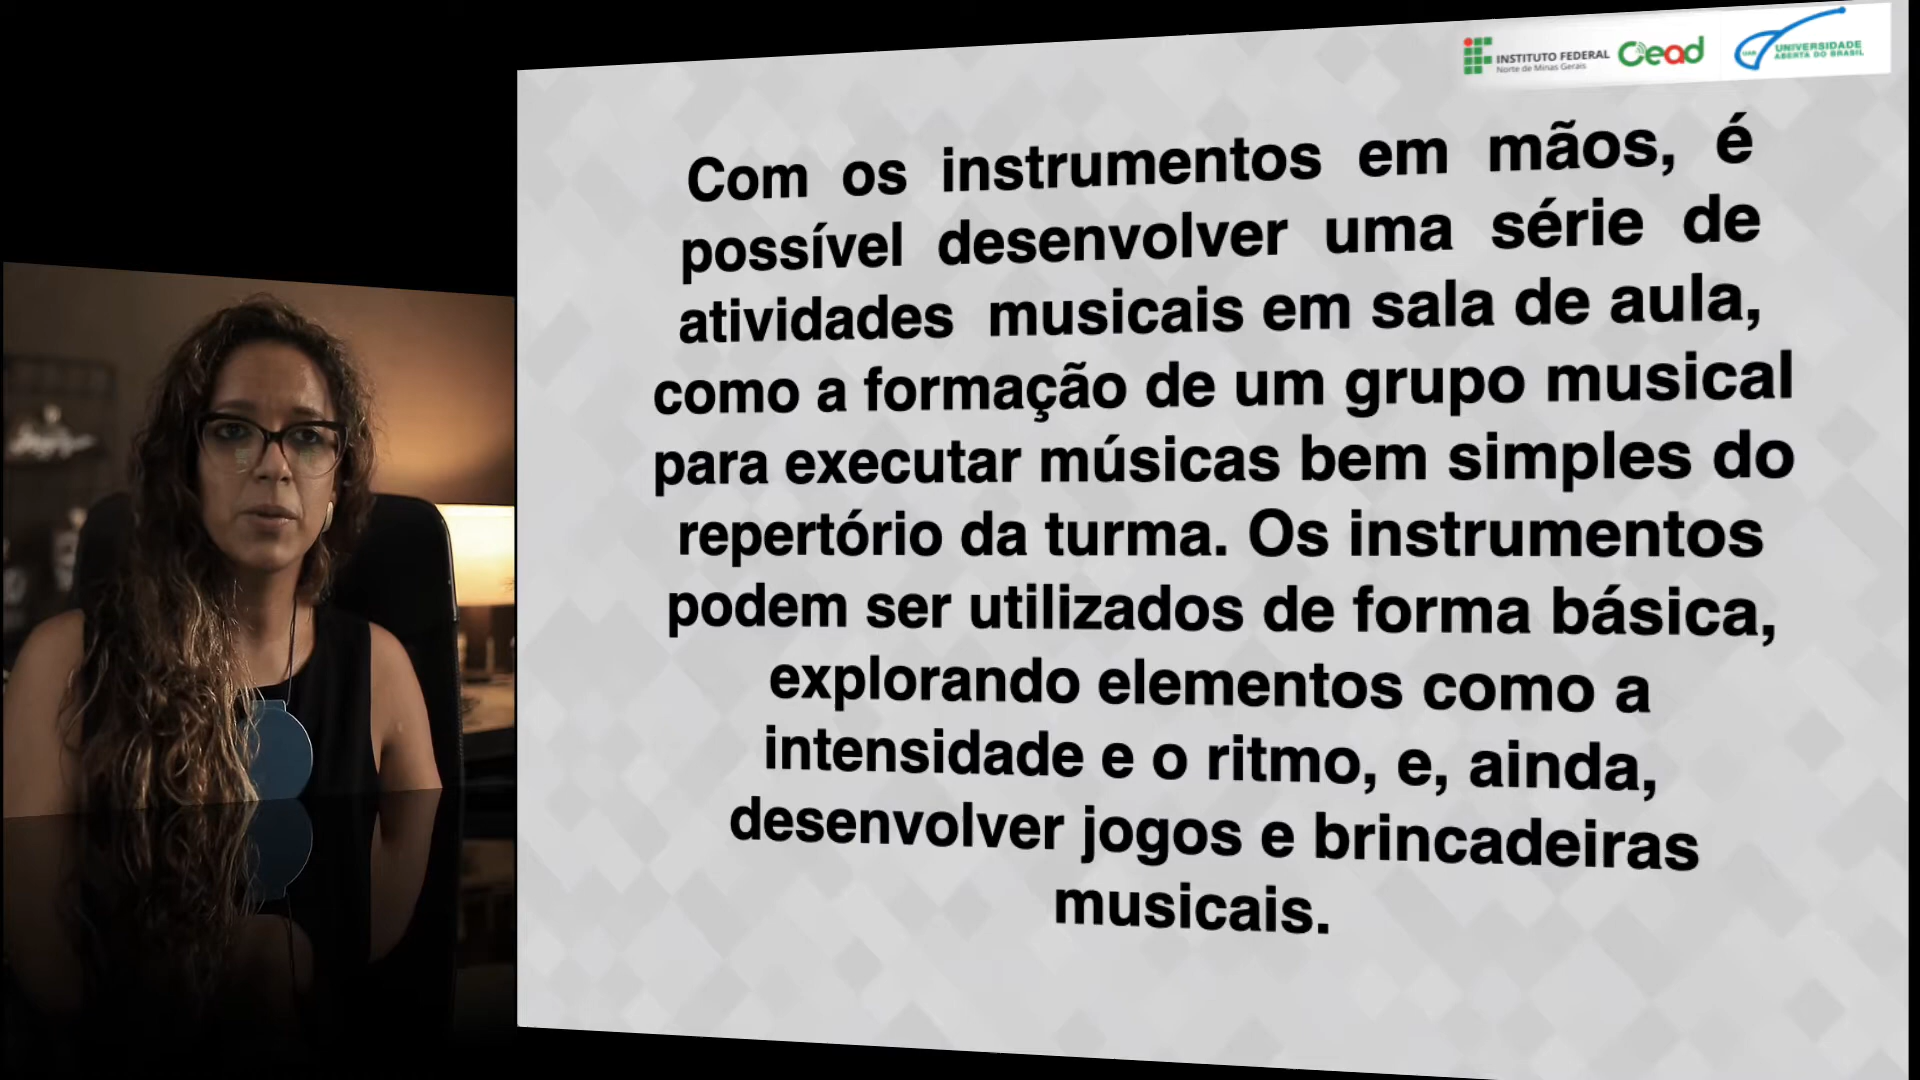 INSTITUTO FEDERAL
Norte de Minas Gerais
Cead
UAB
UNIVERSIDADE
ABERTA DO BRASIL
Com os instrumentos em mãos, é
possível desenvolver uma série de
atividades musicais em sala de aula,
como a formação de um grupo musical
para executar músicas bem simples do
repertório da turma. Os instrumentos
podem ser utilizados de forma básica,
explorando elementos como a
intensidade e o ritmo, e, ainda,
desenvolver jogos e brincadeiras
musicais.